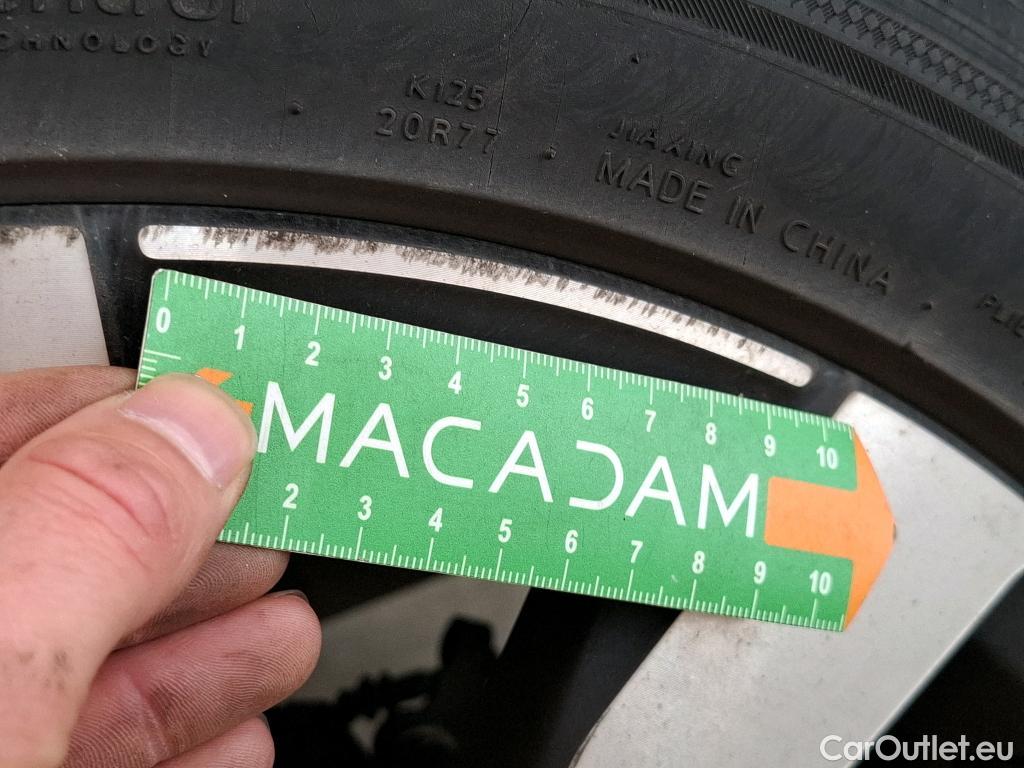 CHNOLOGY
K125
20R77
JIAXING
MADE IN CHINA
0 1 2 3 4 5 6 7 8 9 10
MACADAM
2 3 4 5 6 7 8 9 10
CarOutlet.eu